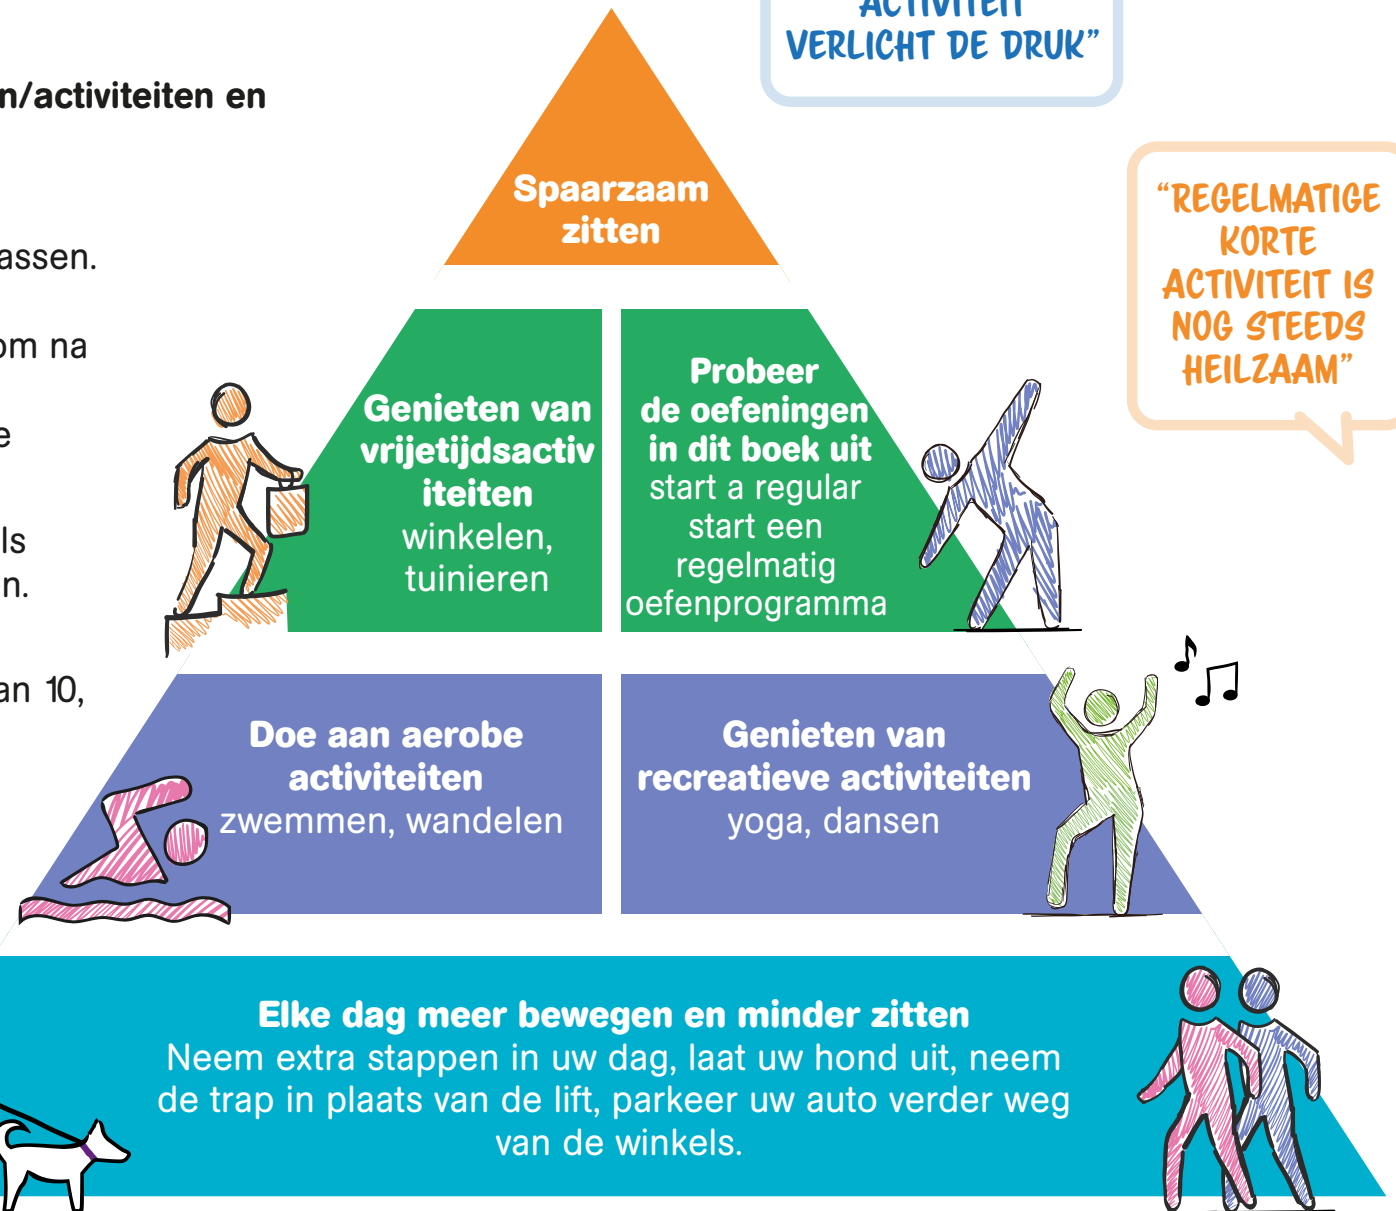 ACTIVITEIT
VERLICHT DE DRUK”
n/activiteiten en
assen.
om na
e
ls
n.
an 10,
“REGELMATIGE
KORTE
ACTIVITEIT IS
NOG STEEDS
HEILZAAM”
Spaarzaam
zitten
Genieten van
vrijetijdsactiv
iteiten
winkelen,
tuinieren
Probeer
de oefeningen
in dit boek uit
start a regular
start een
regelmatig
oefenprogramma
Doe aan aerobe
activiteiten
zwemmen, wandelen
Genieten van
recreatieve activiteiten
yoga, dansen
Elke dag meer bewegen en minder zitten
Neem extra stappen in uw dag, laat uw hond uit, neem
de trap in plaats van de lift, parkeer uw auto verder weg
van de winkels.